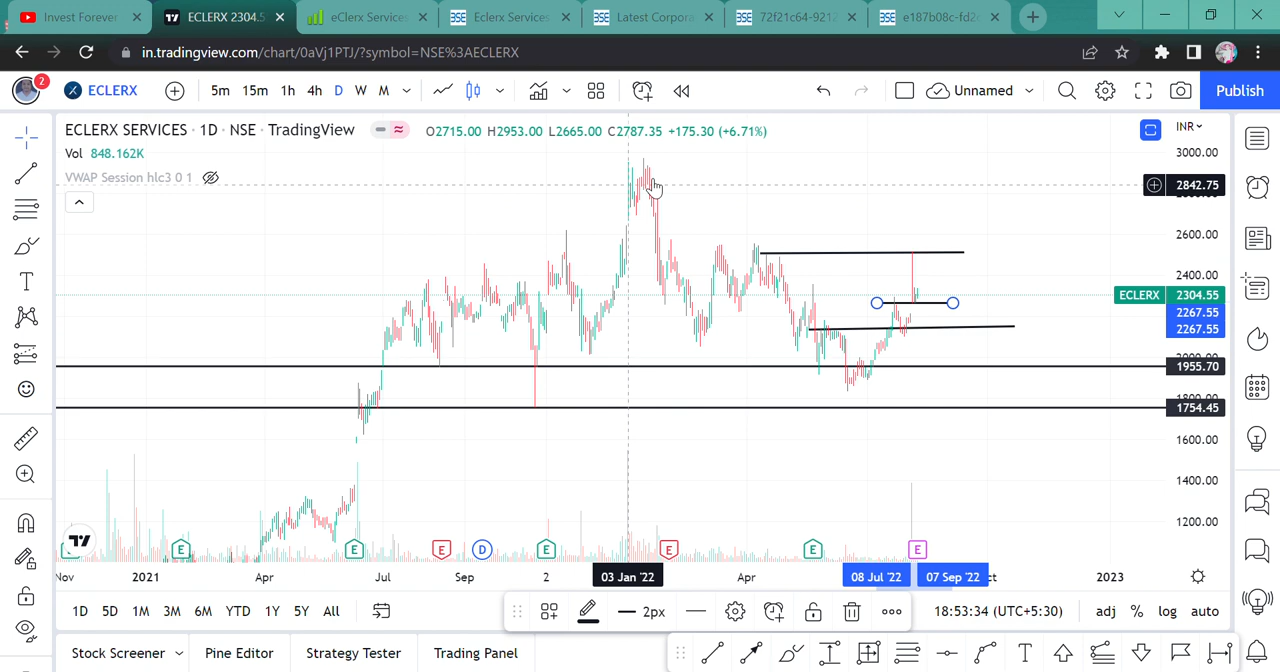 Invest Forever
ECLERX 2304.5
eClerx Services
Eclerx Services
Latest Corpora
72f21c64-921
e187b08c-fd2
in.tradingview.com/chart/0aVj1PTJ/?symbol=NSE%3AECLERX
2
ECLERX
5m 15m 1h 4h D W M
Unnamed
Publish
ECLERX SERVICES · 1D · NSE · TradingView
O2715.00 H2953.00 L2665.00 C2787.35 +175.30 (+6.71%)
INR
Vol 848.162K
VWAP Session hlc3 0 1
3000.00
2842.75
2600.00
2400.00
ECLERX 2304.55
2267.55
2267.55
1955.70
1754.45
1600.00
1400.00
1200.00
E E E D E E E E
Nov 2021 Apr Jul Sep 2 03 Jan '22 Apr 08 Jul '22 07 Sep '22 ct 2023
1D 5D 1M 3M 6M YTD 1Y 5Y All
2px
18:53:34 (UTC+5:30)
adj % log auto
Stock Screener
Pine Editor
Strategy Tester
Trading Panel